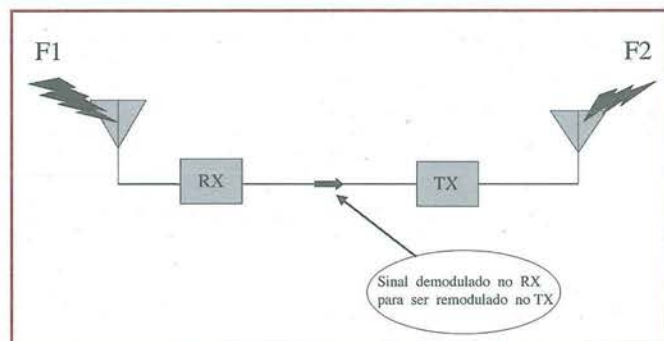 F1
F2
RX
TX
Sinal demodulado no RX
para ser remodulado no TX